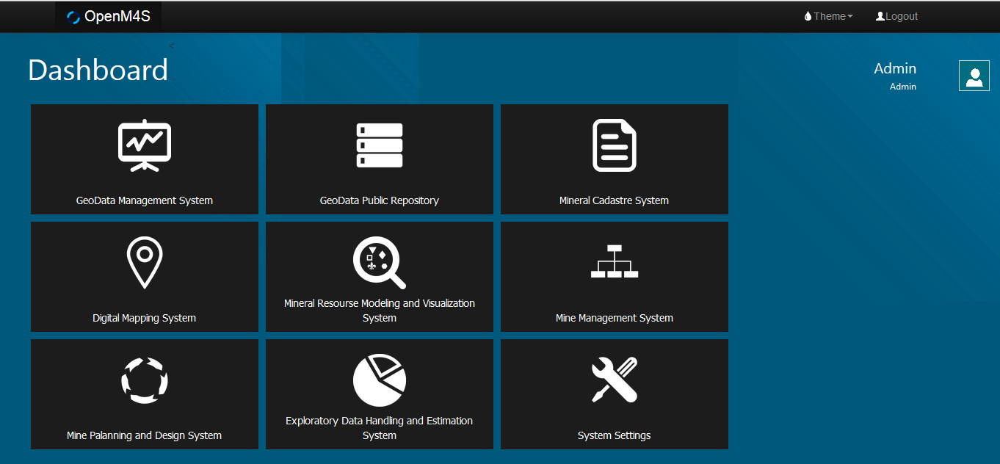 OpenM4S
Theme
Logout
<
Dashboard
Admin
Admin
GeoData Management System
GeoData Public Repository
Mineral Cadastre System
Digital Mapping System
Mineral Resourse Modeling and Visualization
System
Mine Management System
Mine Palanning and Design System
Exploratory Data Handling and Estimation
System
System Settings